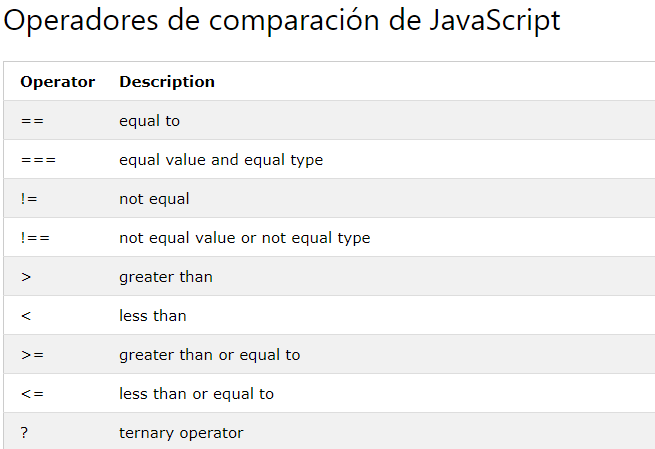 Operadores de comparación de JavaScript
Operator Description
== equal to
=== equal value and equal type
!= not equal
!== not equal value or not equal type
> greater than
< less than
>= greater than or equal to
<= less than or equal to
? ternary operator